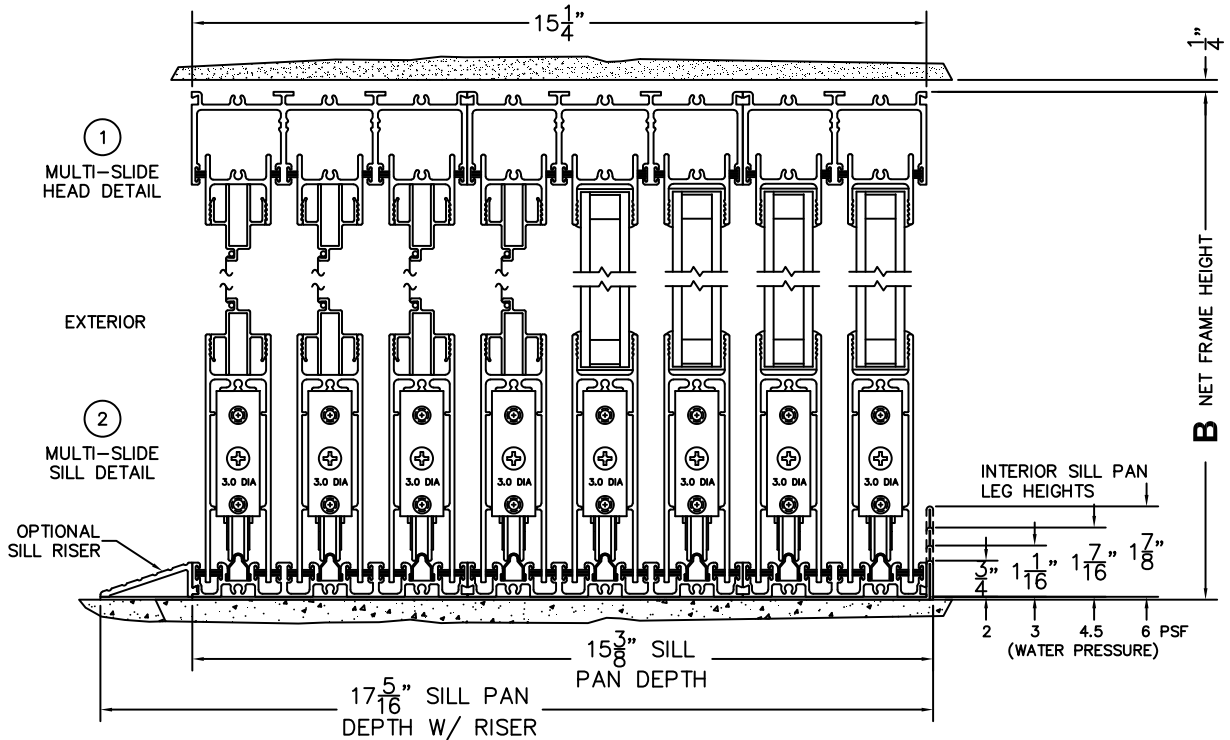 15 1/4"
1/4"
1
MULTI-SLIDE
HEAD DETAIL
EXTERIOR
2
MULTI-SLIDE
SILL DETAIL
B NET FRAME HEIGHT
3.0 DIA 3.0 DIA 3.0 DIA 3.0 DIA 3.0 DIA 3.0 DIA 3.0 DIA 3.0 DIA
OPTIONAL
SILL RISER
INTERIOR SILL PAN
LEG HEIGHTS
3/4" 1 1/16" 1 7/16" 1 7/8"
2 3 4.5 6 PSF
(WATER PRESSURE)
15 3/8" SILL
PAN DEPTH
17 5/16" SILL PAN
DEPTH W/ RISER